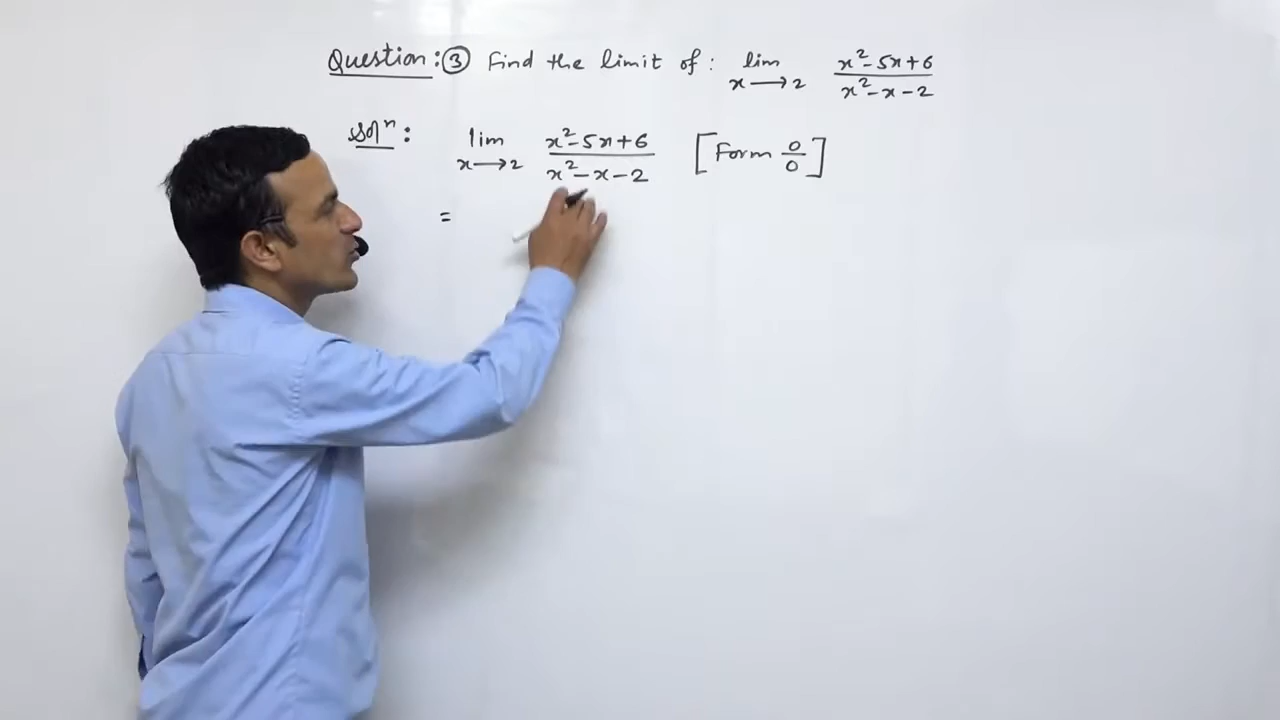 Question: ③ Find the limit of: lim x→2 x²-5x+6 / x²-x-2
Solⁿ: lim x→2 x²-5x+6 / x²-x-2 [Form 0/0]
=